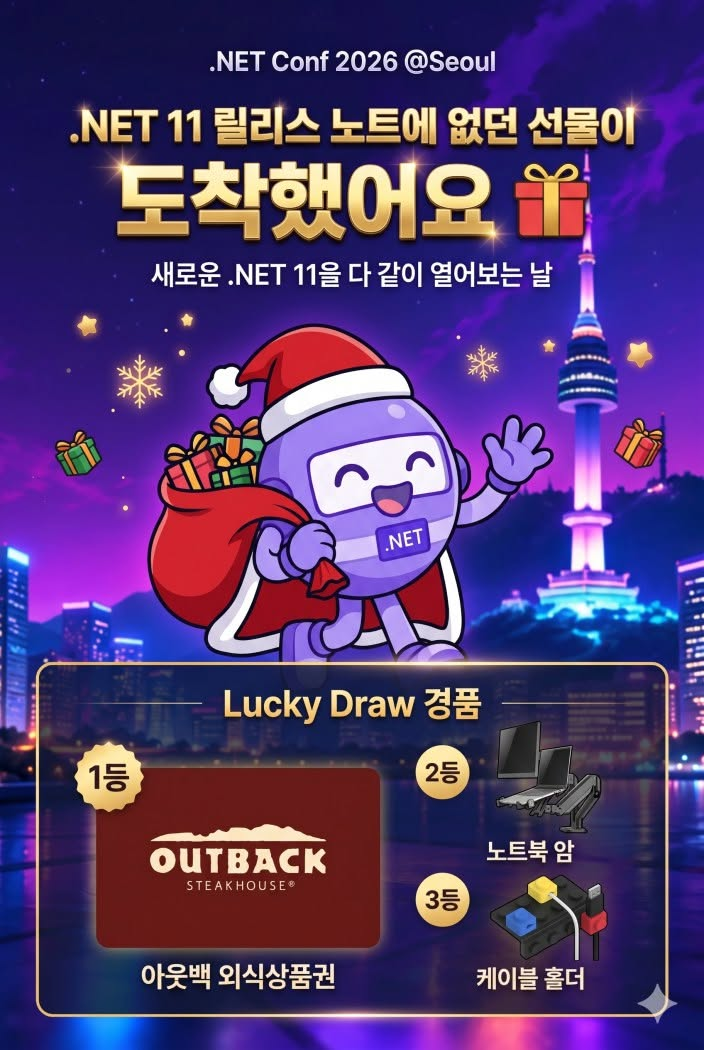 .NET Conf 2026 @Seoul
.NET 11 릴리스 노트에 없던 선물이
도착했어요
새로운 .NET 11을 다 같이 열어보는 날
.NET
Lucky Draw 경품
1등
OUTBACK
STEAKHOUSE®
아웃백 외식상품권
2등
노트북 암
3등
케이블 홀더